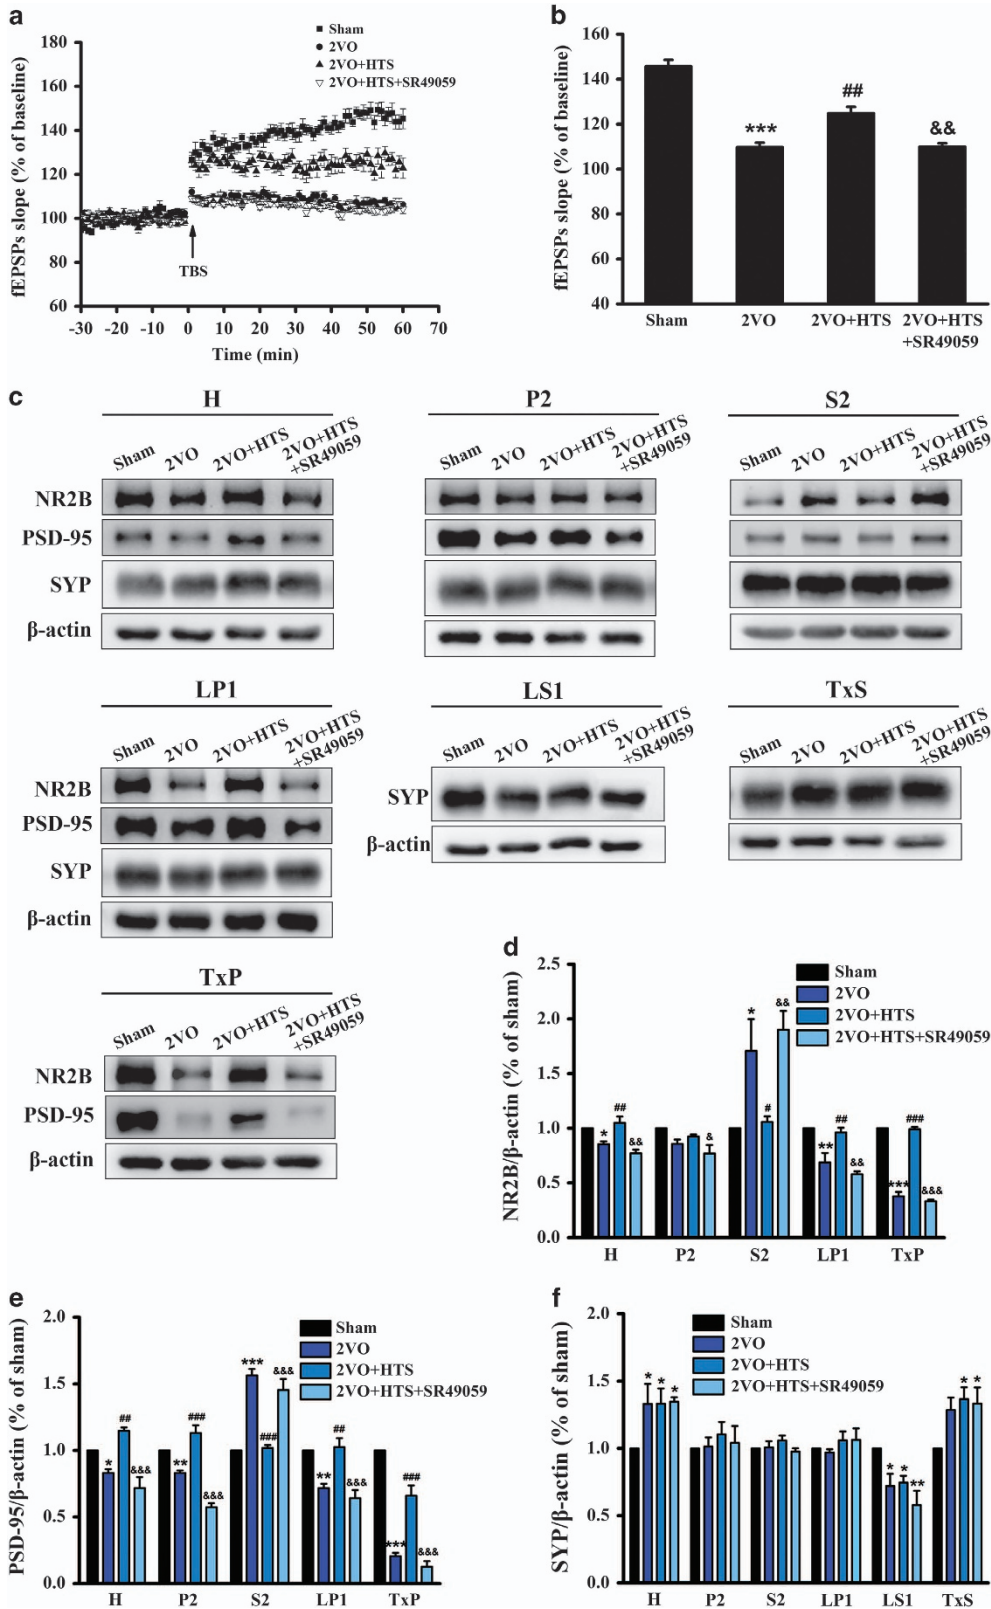 a
Sham
2VO
2VO+HTS
2VO+HTS+SR49059
180
160
140
120
100
80
60
fEPSPs slope (% of baseline)
TBS
-30 -20 -10 0 10 20 30 40 50 60 70
Time (min)
b
160
140
120
100
80
60
40
fEPSPs slope (% of baseline)
***
##
&&
Sham 2VO 2VO+HTS 2VO+HTS
+SR49059
c
H
Sham 2VO 2VO+HTS 2VO+HTS
+SR49059
NR2B
PSD-95
SYP
β-actin
P2
Sham 2VO 2VO+HTS 2VO+HTS
+SR49059
S2
Sham 2VO 2VO+HTS 2VO+HTS
+SR49059
LP1
Sham 2VO 2VO+HTS 2VO+HTS
+SR49059
NR2B
PSD-95
SYP
β-actin
LS1
Sham 2VO 2VO+HTS 2VO+HTS
+SR49059
SYP
β-actin
TxS
Sham 2VO 2VO+HTS 2VO+HTS
+SR49059
TxP
Sham 2VO 2VO+HTS 2VO+HTS
+SR49059
NR2B
PSD-95
β-actin
d
Sham
2VO
2VO+HTS
2VO+HTS+SR49059
2.5
2.0
1.5
1.0
0.5
0.0
NR2B/β-actin (% of sham)
* ## && & * # && ** ## && *** ### &&&
H P2 S2 LP1 TxP
e
Sham
2VO
2VO+HTS
2VO+HTS+SR49059
2.0
1.5
1.0
0.5
0.0
PSD-95/β-actin (% of sham)
* ## &&& ** ### &&& *** ### &&& ** ## &&& *** ### &&&
H P2 S2 LP1 TxP
f
Sham
2VO
2VO+HTS
2VO+HTS+SR49059
2.0
1.5
1.0
0.5
0.0
SYP/β-actin (% of sham)
* * * * * ** * *
H P2 S2 LP1 LS1 TxS